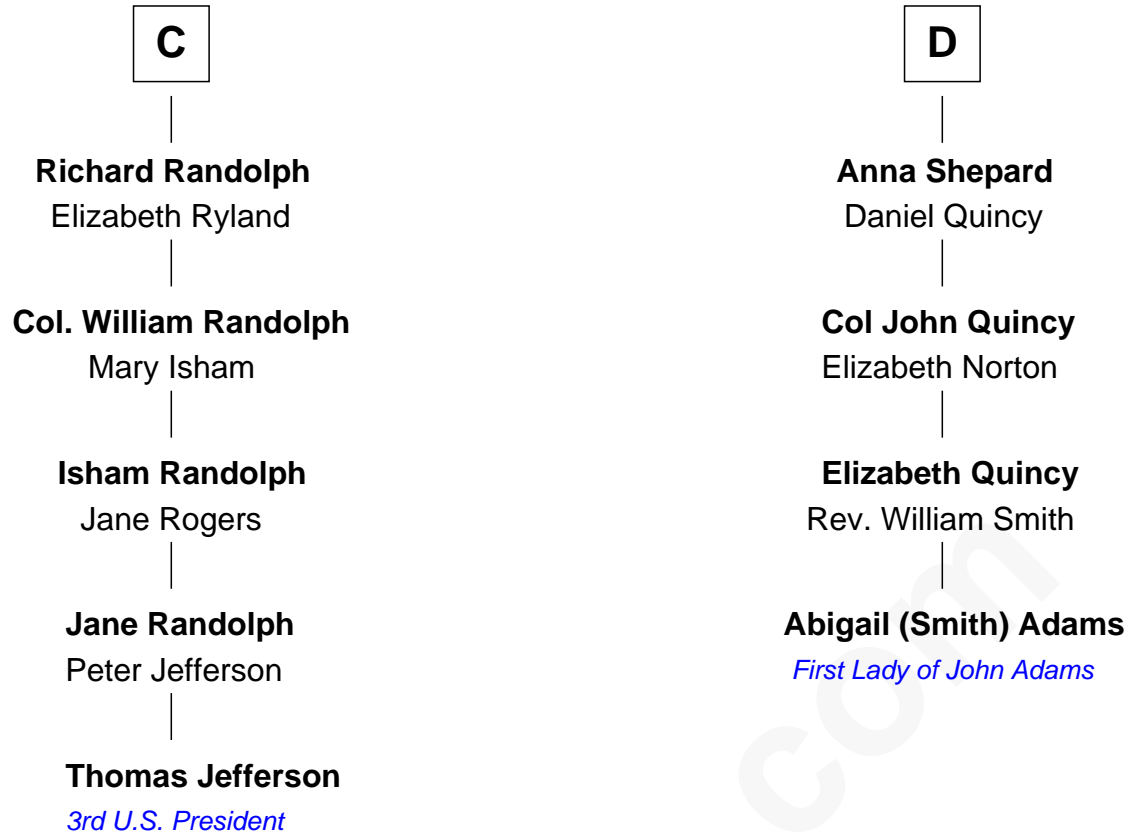 C
Richard Randolph
Elizabeth Ryland
Col. William Randolph
Mary Isham
Isham Randolph
Jane Rogers
Jane Randolph
Peter Jefferson
Thomas Jefferson
3rd U.S. President
D
Anna Shepard
Daniel Quincy
Col John Quincy
Elizabeth Norton
Elizabeth Quincy
Rev. William Smith
Abigail (Smith) Adams
First Lady of John Adams
com